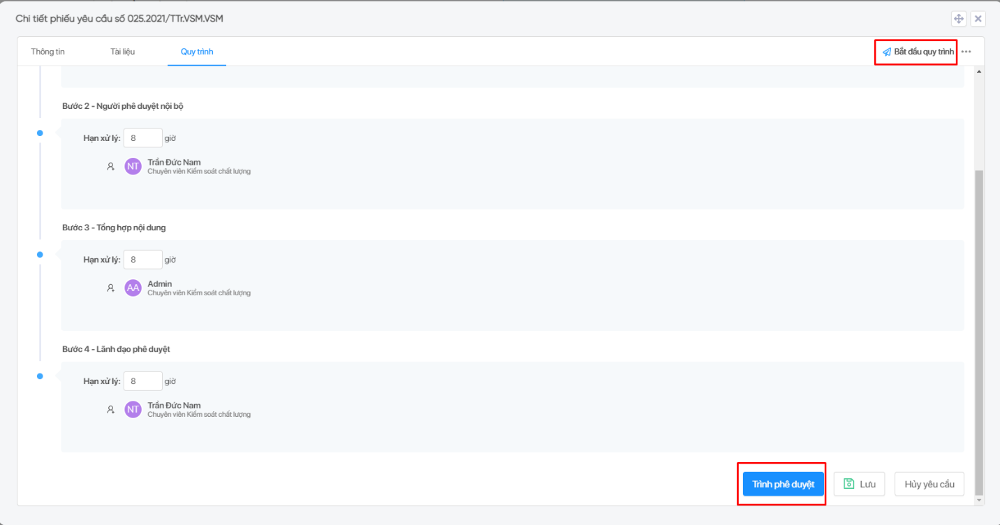 Chi tiết phiếu yêu cầu số 025.2021/TTr.VSM.VSM
Thông tin Tài liệu Quy trình Bắt đầu quy trình
Bước 2 - Người phê duyệt nội bộ
Hạn xử lý: 8 giờ
NT Trần Đức Nam
Chuyên viên Kiểm soát chất lượng
Bước 3 - Tổng hợp nội dung
Hạn xử lý: 8 giờ
AA Admin
Chuyên viên Kiểm soát chất lượng
Bước 4 - Lãnh đạo phê duyệt
Hạn xử lý: 8 giờ
NT Trần Đức Nam
Chuyên viên Kiểm soát chất lượng
Trình phê duyệt Lưu Hủy yêu cầu